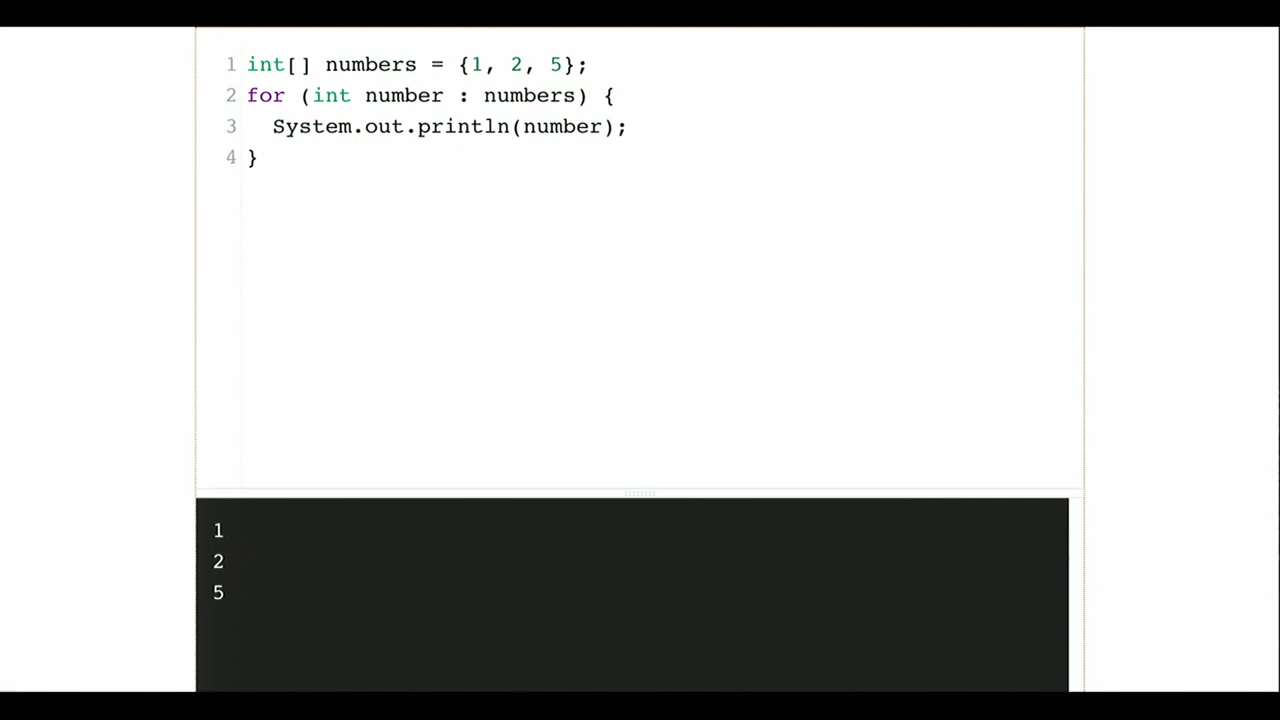 1 int[] numbers = {1, 2, 5};
2 for (int number : numbers) {
3   System.out.println(number);
4 }
1
2
5